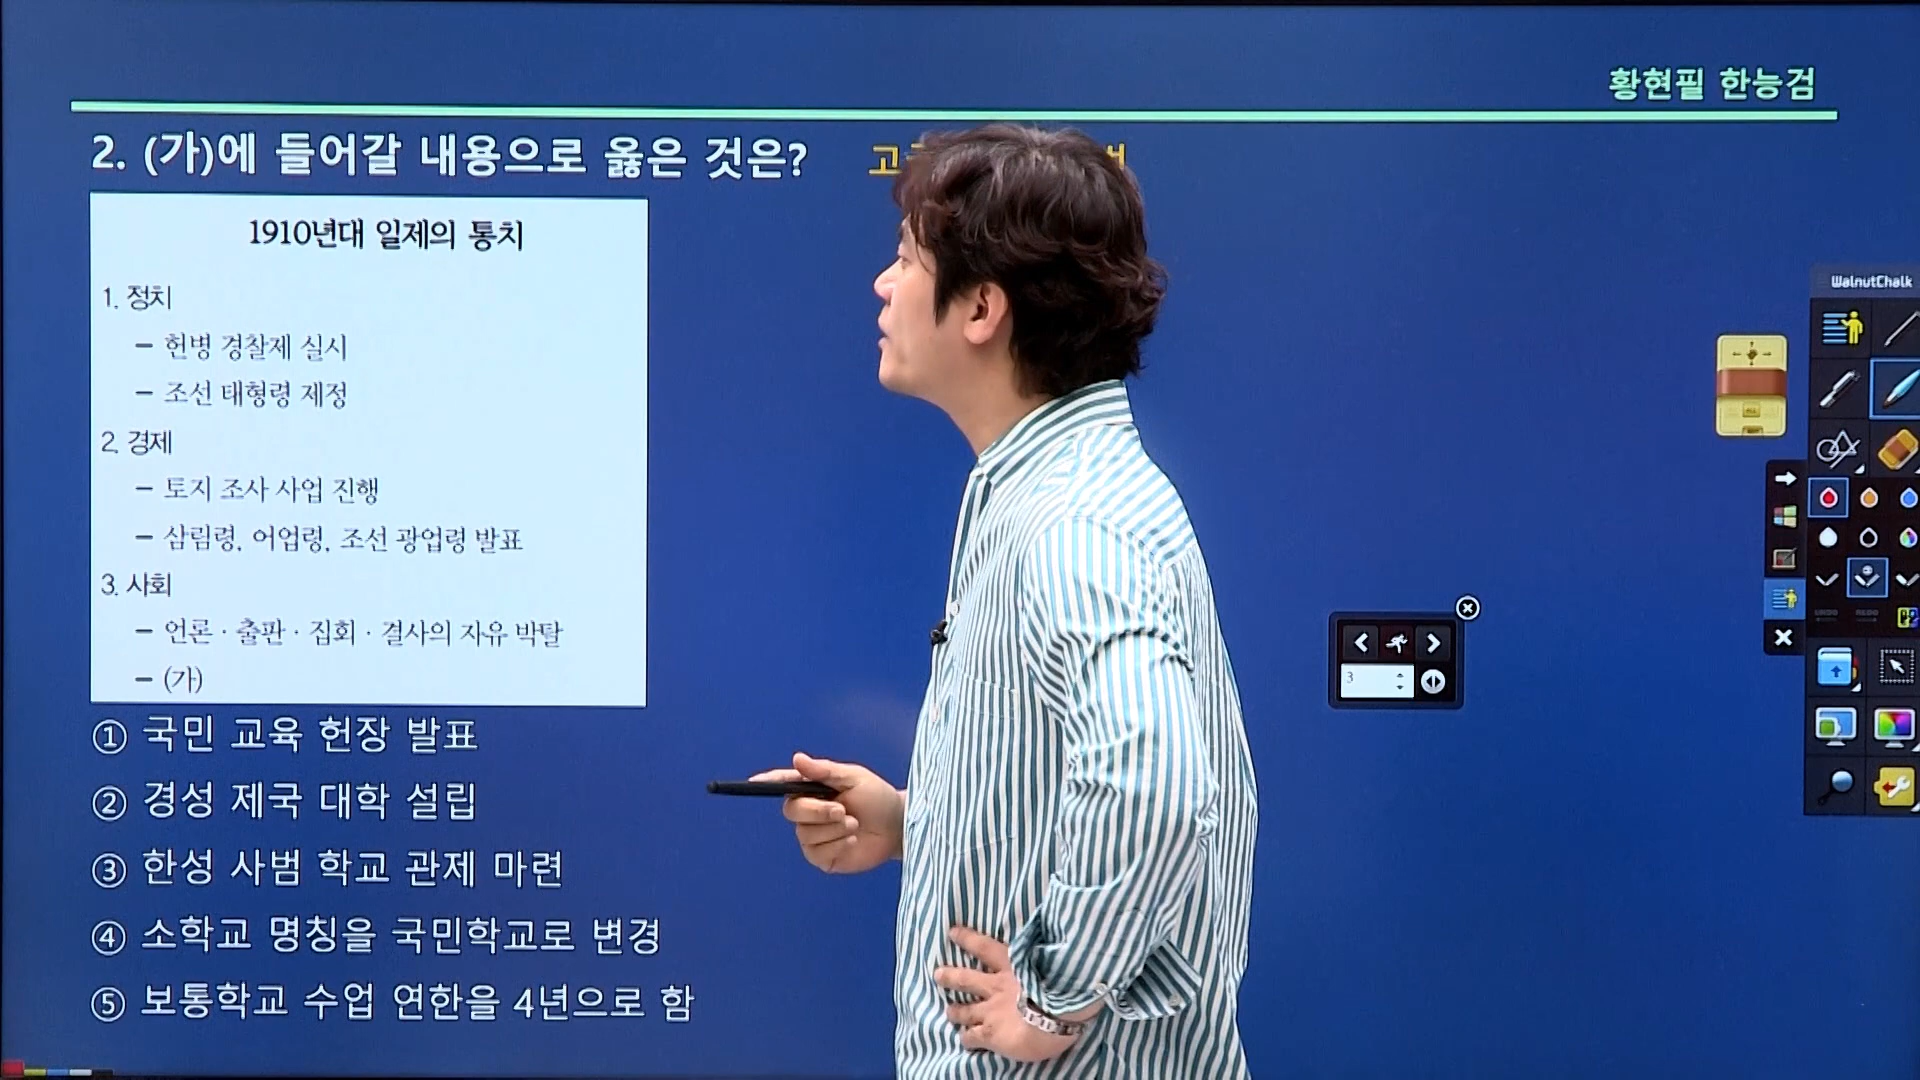 황현필 한능검
2. (가)에 들어갈 내용으로 옳은 것은?
1910년대 일제의 통치
1. 정치
– 헌병 경찰제 실시
– 조선 태형령 제정
2. 경제
– 토지 조사 사업 진행
– 삼림령, 어업령, 조선 광업령 발표
3. 사회
– 언론 · 출판 · 집회 · 결사의 자유 박탈
– (가)
① 국민 교육 헌장 발표
② 경성 제국 대학 설립
③ 한성 사범 학교 관제 마련
④ 소학교 명칭을 국민학교로 변경
⑤ 보통학교 수업 연한을 4년으로 함
WalnutChalk
3